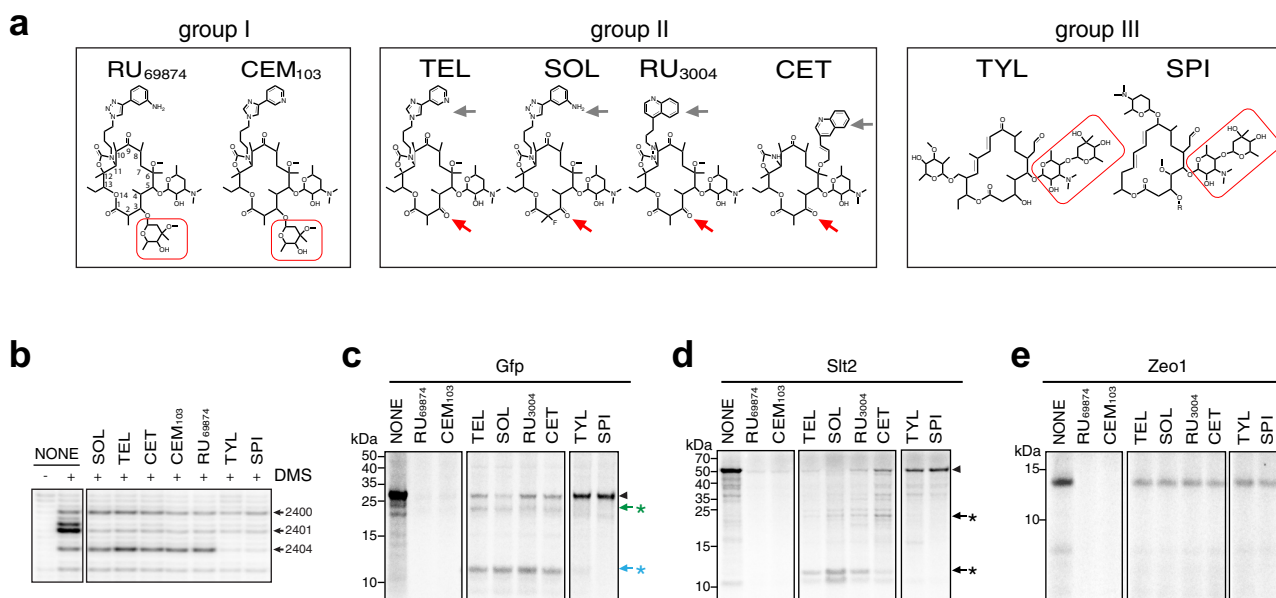 a
group I
group II
group III
RU69874
CEM103
TEL
SOL
RU3004
CET
TYL
SPI
b
NONE
SOL
TEL
CET
CEM103
RU69874
TYL
SPI
- + + + + + + + + DMS
2400
2401
2404
c
Gfp
NONE
RU69874
CEM103
TEL
SOL
RU3004
CET
TYL
SPI
kDa
50
40
35
25
15
10
*
*
d
Slt2
NONE
RU69874
CEM103
TEL
SOL
RU3004
CET
TYL
SPI
kDa
70
50
40
35
25
15
10
*
*
e
Zeo1
NONE
RU69874
CEM103
TEL
SOL
RU3004
CET
TYL
SPI
kDa
15
10